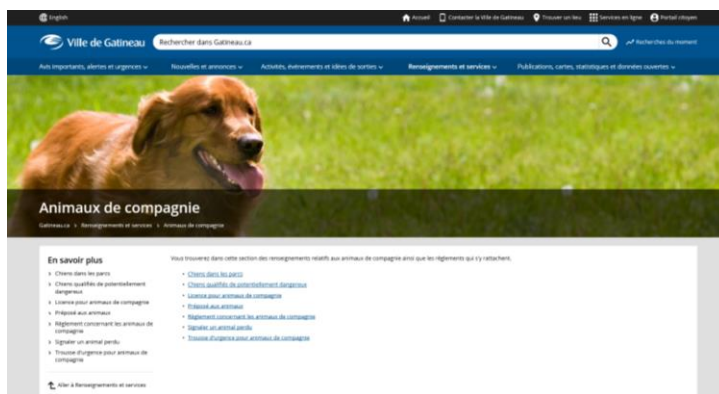 English
Accueil
Contacter la Ville de Gatineau
Trouver un lieu
Services en ligne
Portail citoyen
Ville de Gatineau
Rechercher dans Gatineau.ca
Recherches du moment
Avis importants, alertes et urgences
Nouvelles et annonces
Activités, événements et idées de sorties
Renseignements et services
Publications, cartes, statistiques et données ouvertes
Animaux de compagnie
Gatineau.ca > Renseignements et services > Animaux de compagnie
En savoir plus
Chiens dans les parcs
Chiens qualifiés de potentiellement
dangereux
Licence pour animaux de compagnie
Préposé aux animaux
Règlement concernant les animaux de
compagnie
Signaler un animal perdu
Trousse d'urgence pour animaux de
compagnie
Aller à Renseignements et services
Vous trouverez dans cette section des renseignements relatifs aux animaux de compagnie ainsi que les règlements qui s'y rattachent.
Chiens dans les parcs
Chiens qualifiés de potentiellement dangereux
Licence pour animaux de compagnie
Préposé aux animaux
Règlement concernant les animaux de compagnie
Signaler un animal perdu
Trousse d'urgence pour animaux de compagnie